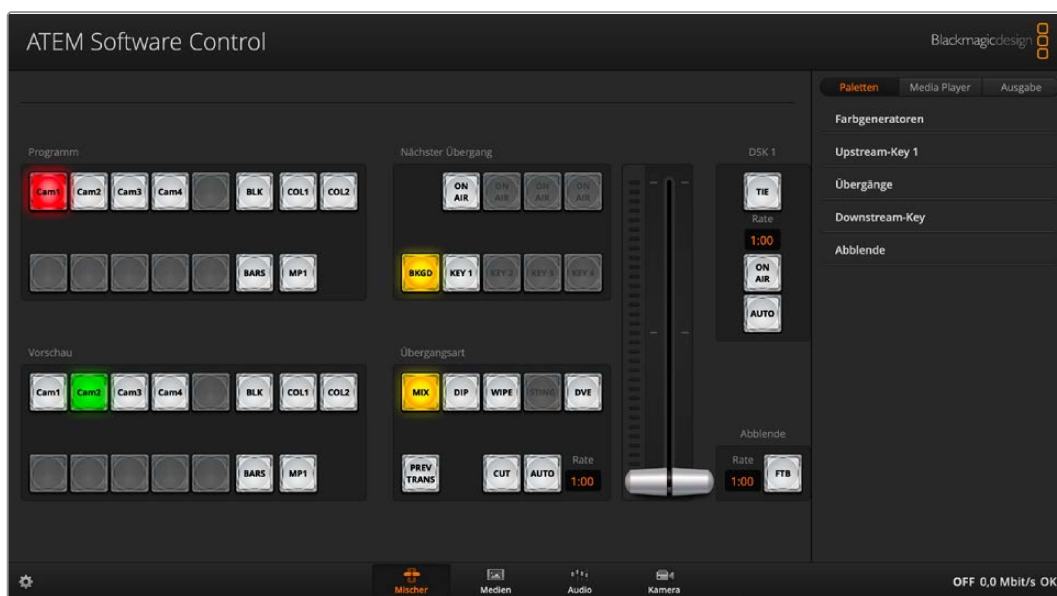 ATEM Software Control
Blackmagicdesign
Paletten Media Player Ausgabe
Farbgeneratoren
Upstream-Key 1
Übergänge
Downstream-Key
Abblende
Programm
Cam1 Cam2 Cam3 Cam4 BLK COL1 COL2
BARS MP1
Nächster Übergang
ON AIR ON AIR ON AIR ON AIR
BKGD KEY 1 KEY 2 KEY 3 KEY 4
DSK 1
TIE
Rate
1:00
ON AIR
AUTO
Vorschau
Cam1 Cam2 Cam3 Cam4 BLK COL1 COL2
BARS MP1
Übergangsart
MIX DIP WIPE STING DVE
PREV TRANS CUT AUTO
Rate
1:00
Abblende
Rate
1:00
FTB
Mischer Medien Audio Kamera
OFF 0,0 Mbit/s OK